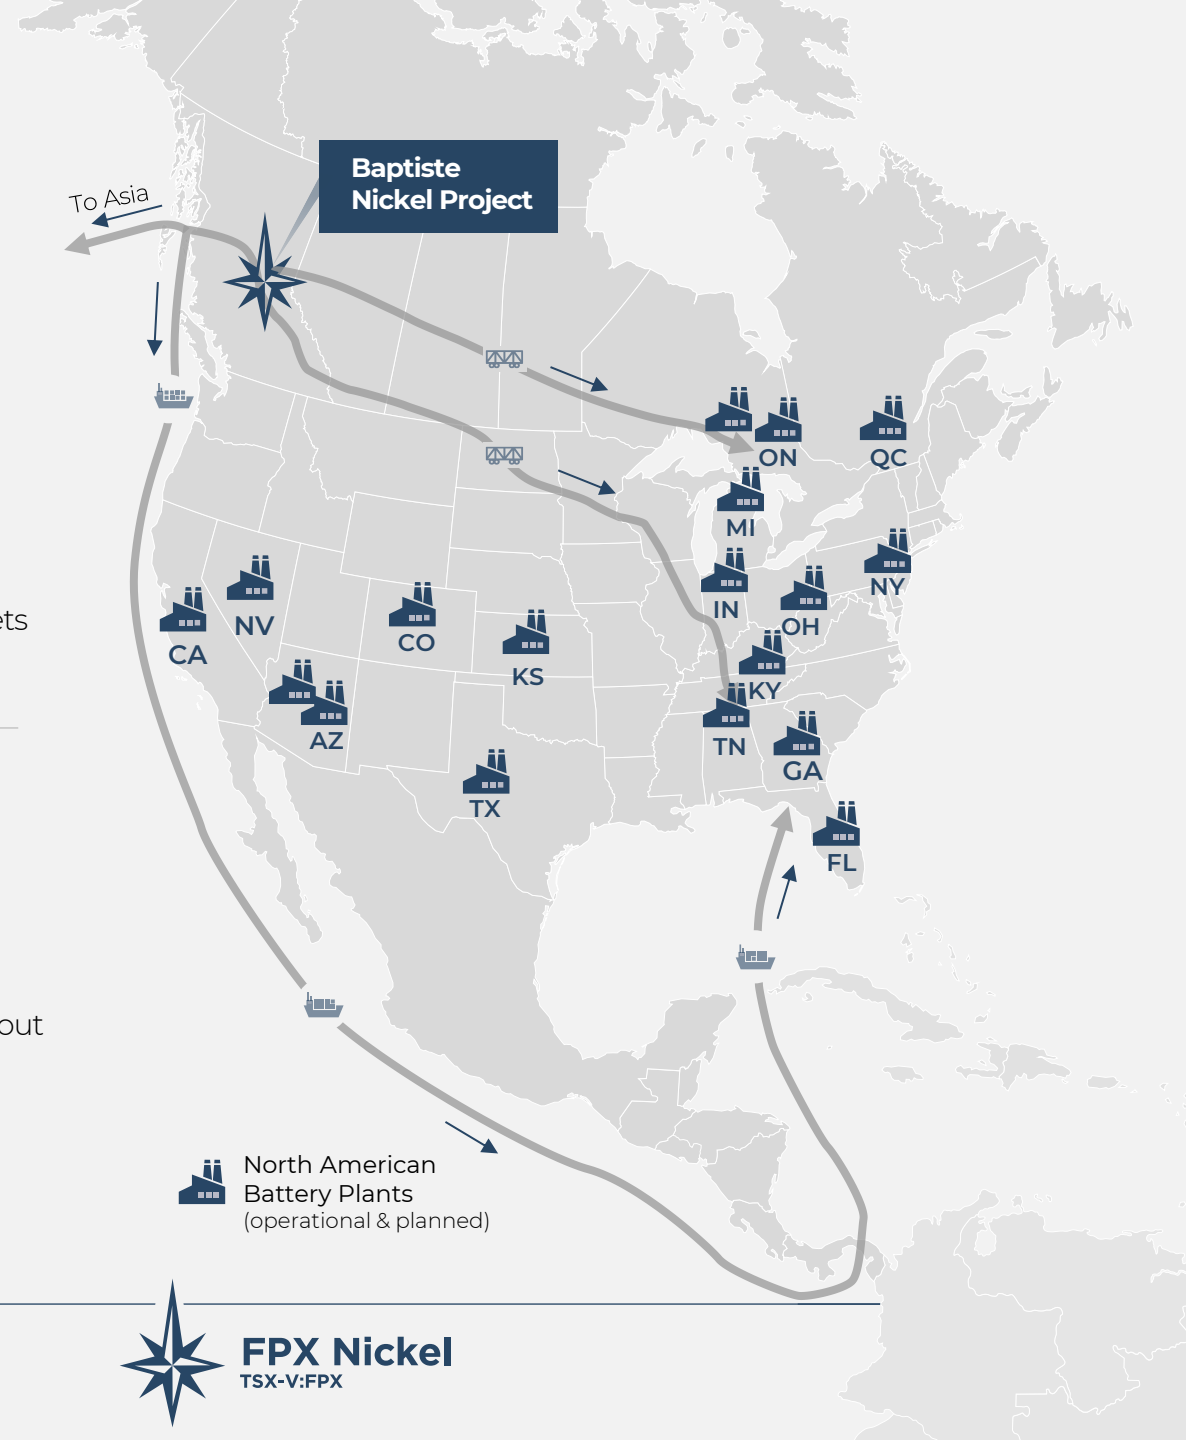 Baptiste
Nickel Project
To Asia
ON
QC
MI
NY
IN
OH
ets
NV
CO
CA
KS
KY
AZ
TN
GA
TX
FL
out
North American
Battery Plants
(operational & planned)
FPX Nickel
TSX-V:FPX